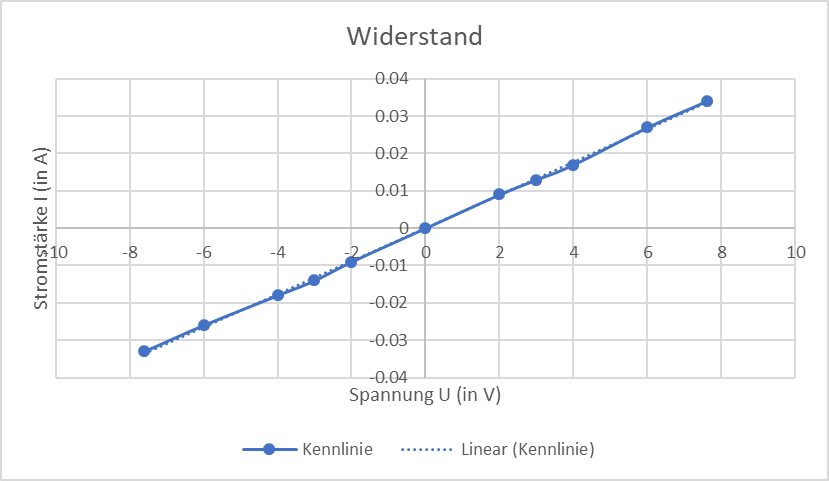 Widerstand
0.04
0.03
0.02
0.01
0
-10 -8 -6 -4 -2 0 2 4 6 8 10
-0.01
-0.02
-0.03
-0.04
Stromstärke I (in A)
Spannung U (in V)
Kennlinie Linear (Kennlinie)